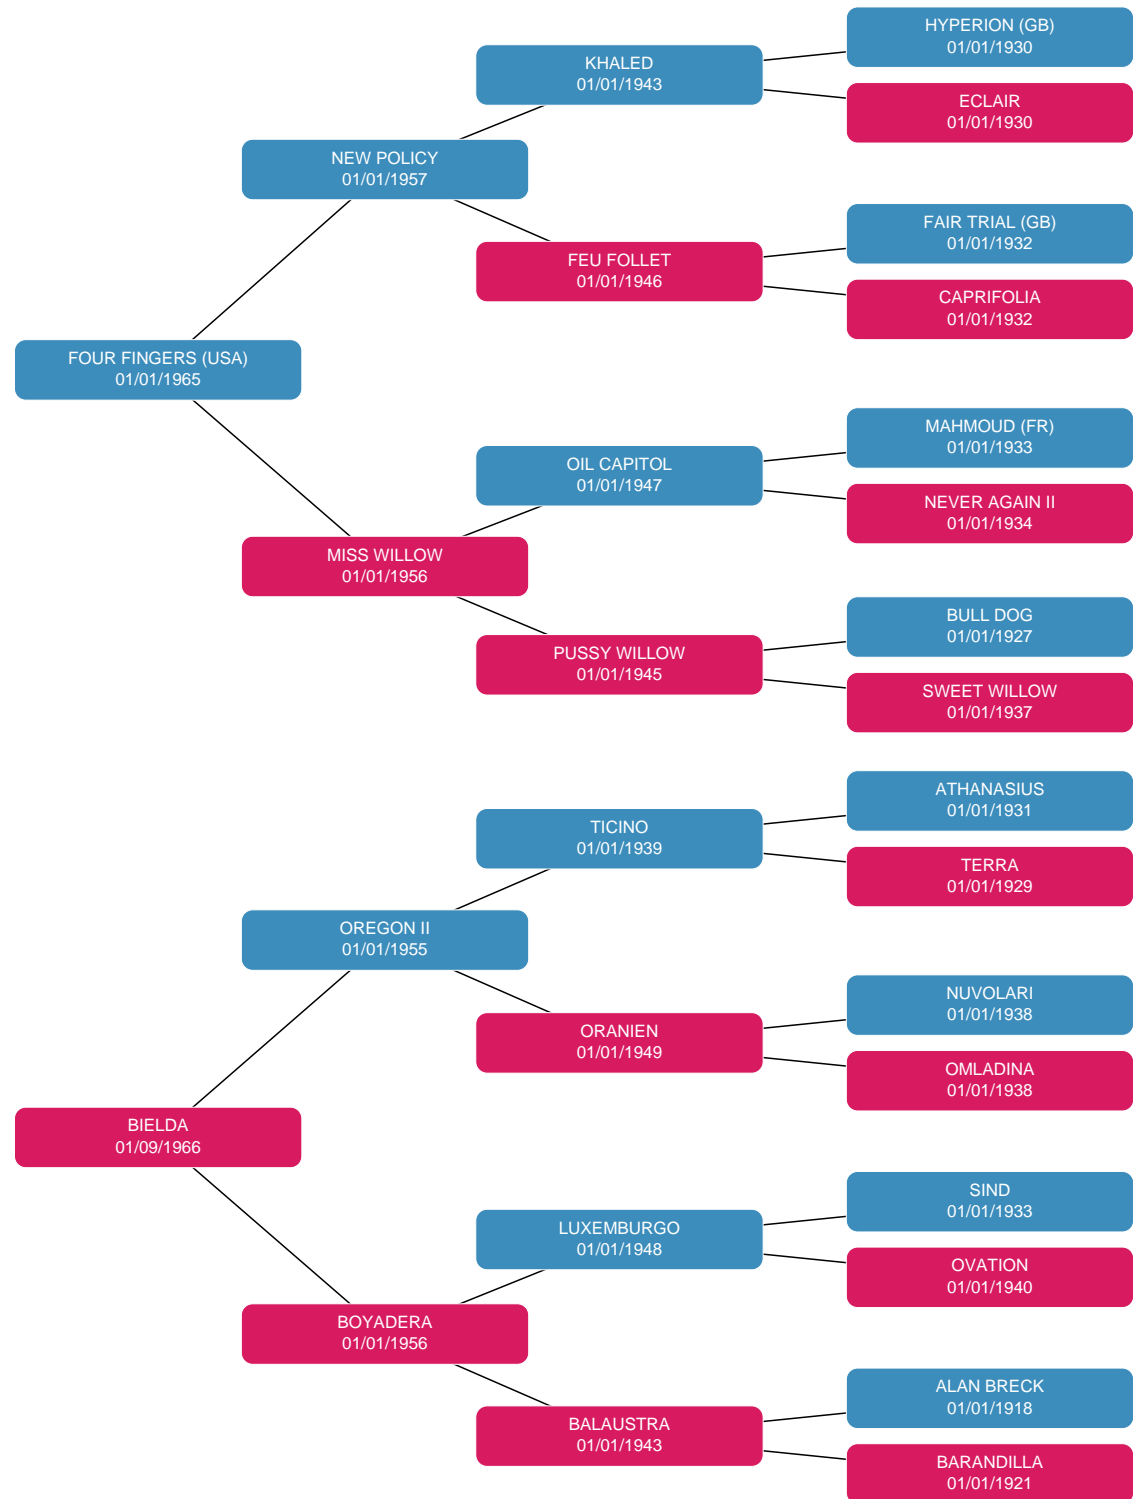 HYPERION (GB)
01/01/1930
KHALED
01/01/1943
ECLAIR
01/01/1930
NEW POLICY
01/01/1957
FAIR TRIAL (GB)
01/01/1932
FEU FOLLET
01/01/1946
CAPRIFOLIA
01/01/1932
FOUR FINGERS (USA)
01/01/1965
MAHMOUD (FR)
01/01/1933
OIL CAPITOL
01/01/1947
NEVER AGAIN II
01/01/1934
MISS WILLOW
01/01/1956
BULL DOG
01/01/1927
PUSSY WILLOW
01/01/1945
SWEET WILLOW
01/01/1937
ATHANASIUS
01/01/1931
TICINO
01/01/1939
TERRA
01/01/1929
OREGON II
01/01/1955
NUVOLARI
01/01/1938
ORANIEN
01/01/1949
OMLADINA
01/01/1938
BIELDA
01/09/1966
SIND
01/01/1933
LUXEMBURGO
01/01/1948
OVATION
01/01/1940
BOYADERA
01/01/1956
ALAN BRECK
01/01/1918
BALAUSTRA
01/01/1943
BARANDILLA
01/01/1921